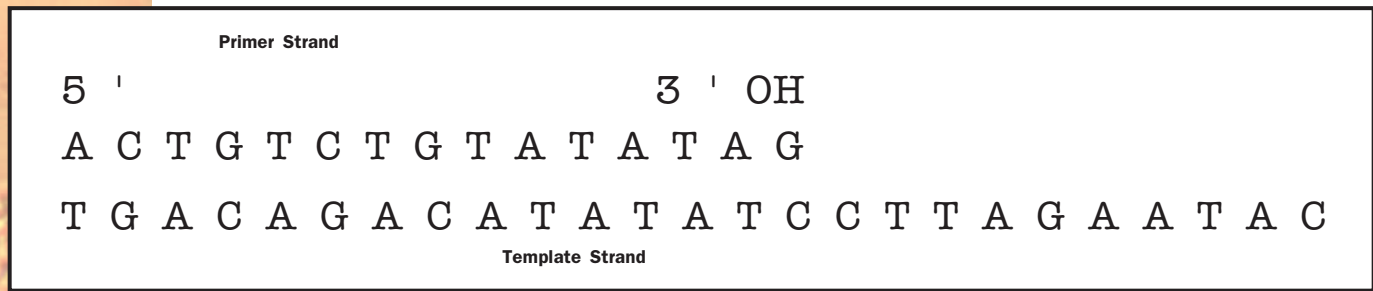 Primer Strand
5 ' 3 ' OH
A C T G T C T G T A T A T A T A G
T G A C A G A C A T A T A T C C T T A G A A T A C
Template Strand